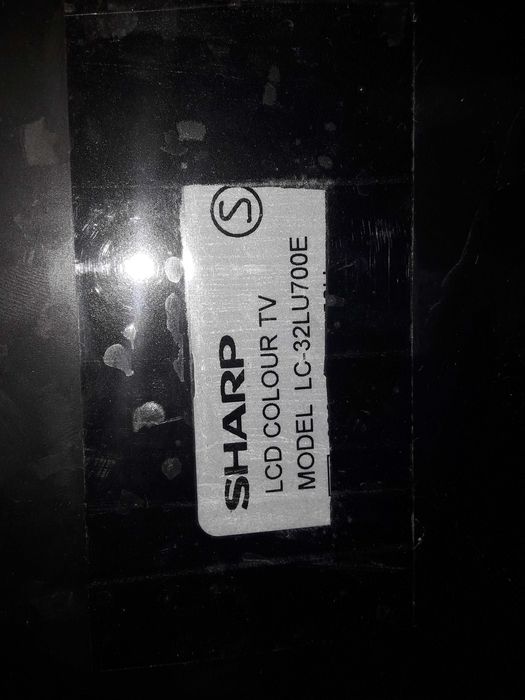 SHARP Ⓢ
LCD COLOUR TV
MODEL LC-32LU700E